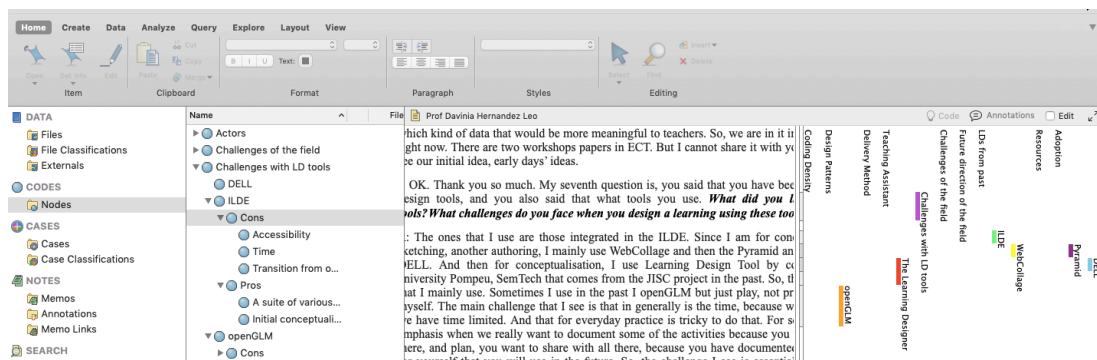 Home Create Data Analyze Query Explore Layout View
Open Get Info Edit Paste Cut Copy Merge B I U Text: Select Find Insert Delete
Item Clipboard Format Paragraph Styles Editing
DATA
Files
File Classifications
Externals
CODES
Nodes
CASES
Cases
Case Classifications
NOTES
Memos
Annotations
Memo Links
SEARCH
Name File
Actors
Challenges of the field
Challenges with LD tools
DELL
ILDE
Cons
Accessibility
Time
Transition from o...
Pros
A suite of various...
Initial conceptuali...
openGLM
Cons
Prof Davinia Hernandez Leo Code Annotations Edit
which kind of data that would be more meaningful to teachers. So, we are in it in
ght now. There are two workshops papers in ECT. But I cannot share it with yo
ee our initial idea, early days' ideas.
OK. Thank you so much. My seventh question is, you said that you have bee
esign tools, and you also said that what tools you use. What did you l
ools? What challenges do you face when you design a learning using these too
: The ones that I use are those integrated in the ILDE. Since I am for con
ketching, another authoring, I mainly use WebCollage and then the Pyramid an
DELL. And then for conceptualisation, I use Learning Design Tool by co
niversity Pompeu, SemTech that comes from the JISC project in the past. So, th
hat I mainly use. Sometimes I use in the past I openGLM but just play, not pr
yself. The main challenge that I see is that in generally is the time, because w
e have time limited. And that for everyday practice is tricky to do that. For s
mphasis when we really want to document some of the activities because you
here, and plan, you want to share with all there, because you have documented
r yourself that you will use in the future. So, the challenge I see is essential
Coding Density
Design Patterns
openGLM
Delivery Method
Teaching Assistant
The Learning Designer
Challenges with LD tools
Challenges of the field
Future direction of the field
LDs from past
ILDE
WebCollage
Resources
Adoption
Pyramid
DELL